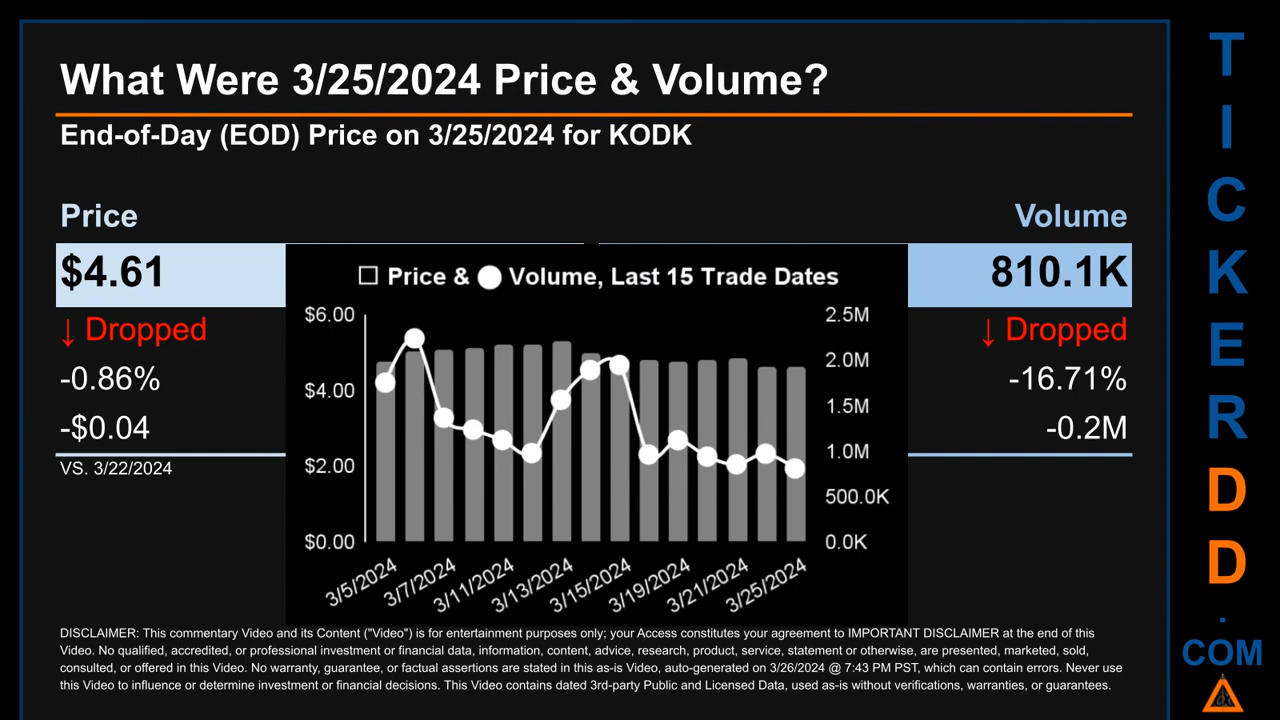 What Were 3/25/2024 Price & Volume?
End-of-Day (EOD) Price on 3/25/2024 for KODK
Price
Volume
$4.61
810.1K
↓ Dropped
↓ Dropped
-0.86%
-16.71%
-$0.04
-0.2M
VS. 3/22/2024
Price & Volume, Last 15 Trade Dates
$6.00
$4.00
$2.00
$0.00
2.5M
2.0M
1.5M
1.0M
500.0K
0.0K
3/5/2024
3/7/2024
3/11/2024
3/13/2024
3/15/2024
3/19/2024
3/21/2024
3/25/2024
DISCLAIMER: This commentary Video and its Content ("Video") is for entertainment purposes only; your Access constitutes your agreement to IMPORTANT DISCLAIMER at the end of this
Video. No qualified, accredited, or professional investment or financial data, information, content, advice, research, product, service, statement or otherwise, are presented, marketed, sold,
consulted, or offered in this Video. No warranty, guarantee, or factual assertions are stated in this as-is Video, auto-generated on 3/26/2024 @ 7:43 PM PST, which can contain errors. Never use
this Video to influence or determine investment or financial decisions. This Video contains dated 3rd-party Public and Licensed Data, used as-is without verifications, warranties, or guarantees.
T
I
C
K
E
R
D
D
.
COM